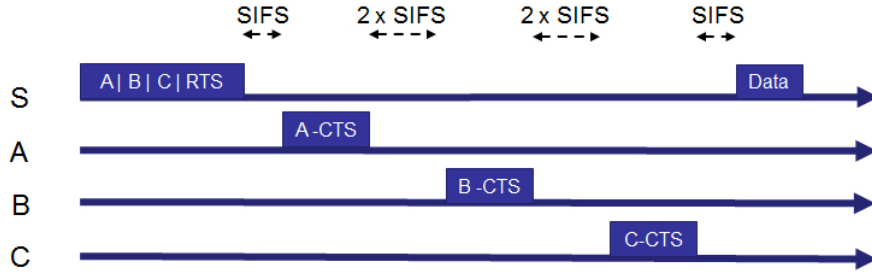 SIFS 2 x SIFS 2 x SIFS SIFS
S A | B | C | RTS Data
A A -CTS
B B -CTS
C C-CTS